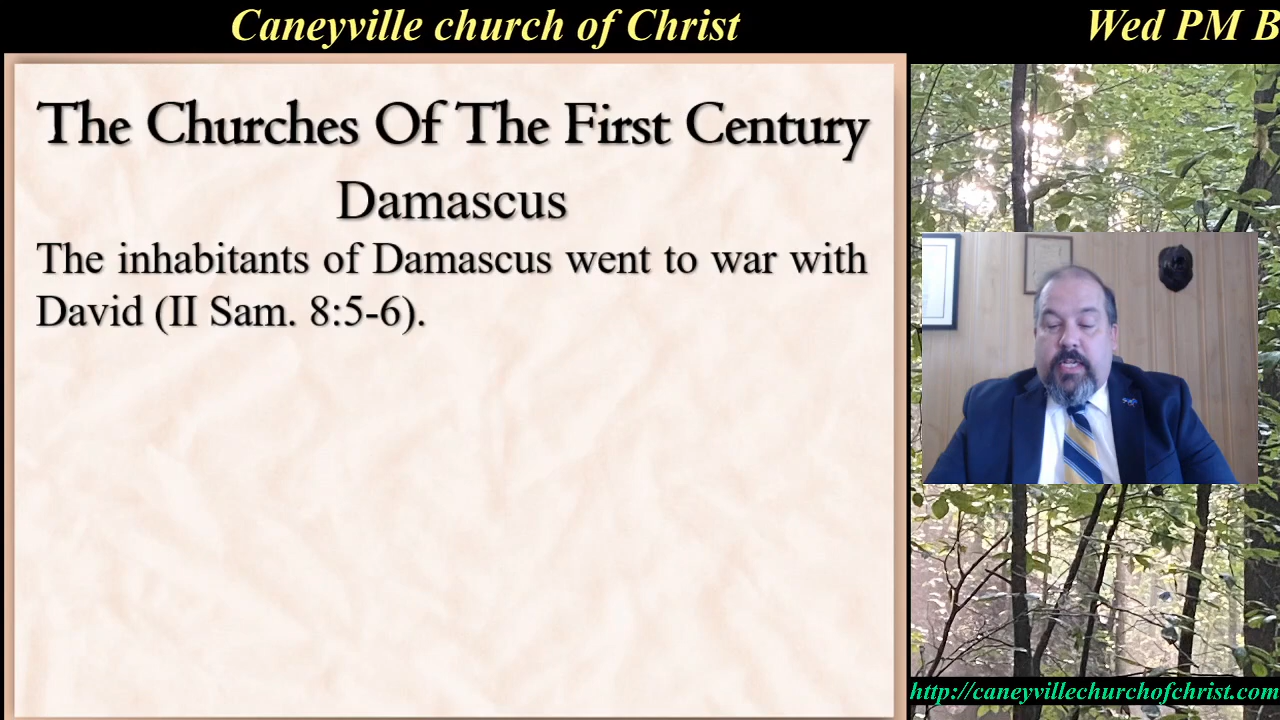 Caneyville church of Christ
Wed PM B
The Churches Of The First Century
Damascus
The inhabitants of Damascus went to war with
David (II Sam. 8:5-6).
http://caneyvillechurchofchrist.com